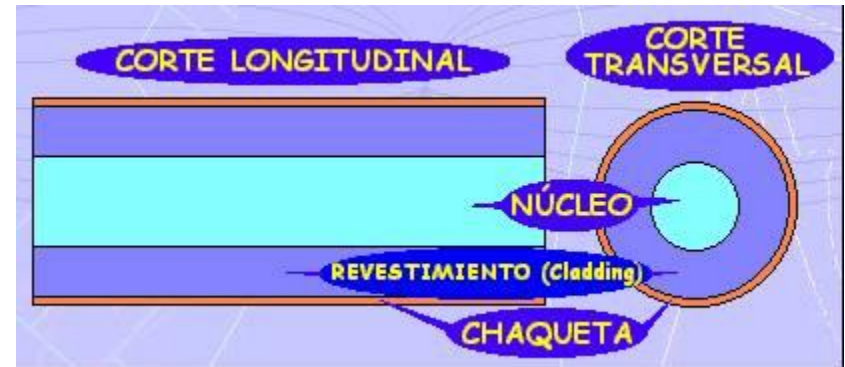 CORTE LONGITUDINAL
CORTE
TRANSVERSAL
NÚCLEO
REVESTIMIENTO (Cladding)
CHAQUETA